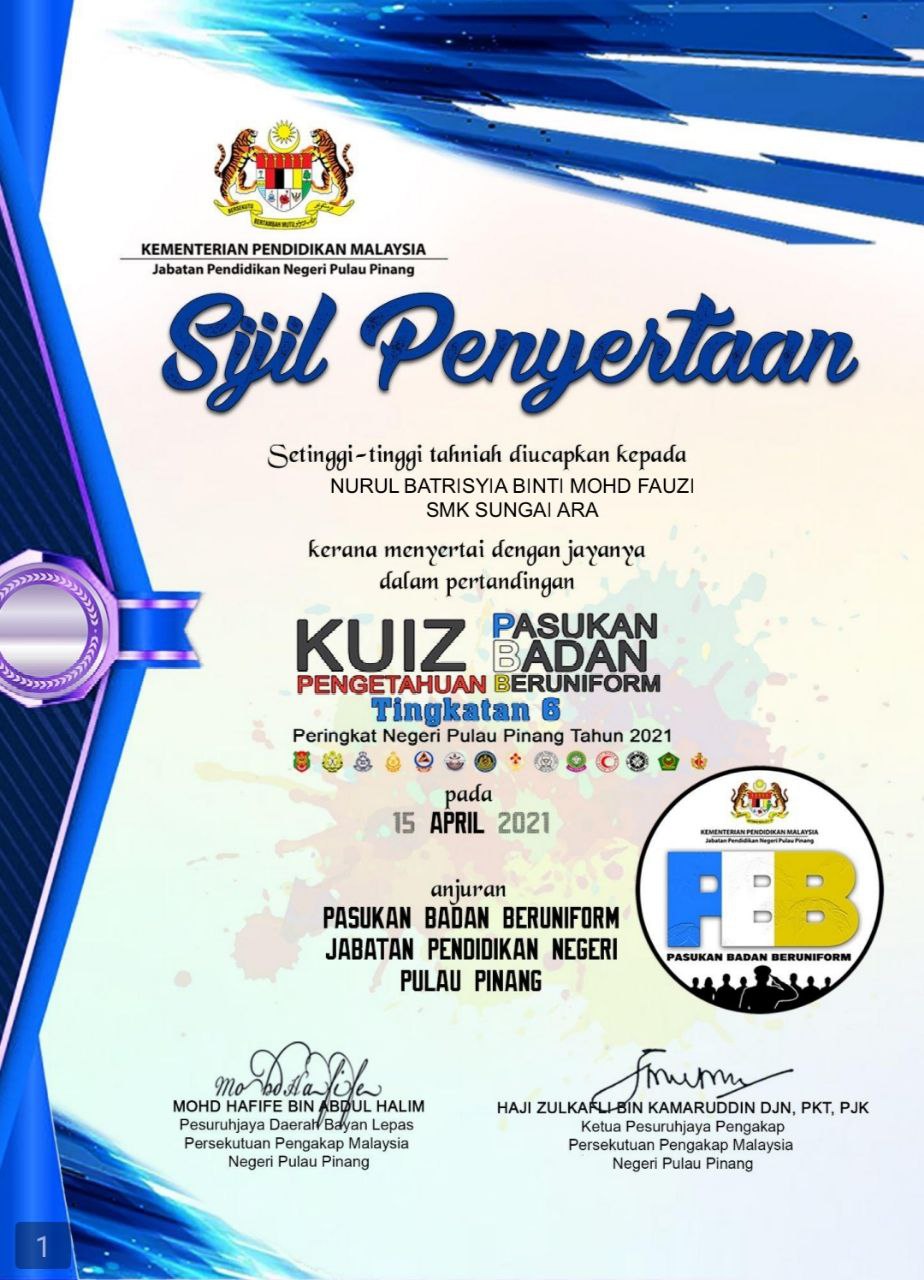 BERSEKUTU BERTAMBAH MUTU
KEMENTERIAN PENDIDIKAN MALAYSIA
Jabatan Pendidikan Negeri Pulau Pinang
Sijil Penyertaan
Setinggi-tinggi tahniah diucapkan kepada
NURUL BATRISYIA BINTI MOHD FAUZI
SMK SUNGAI ARA
kerana menyertai dengan jayanya
dalam pertandingan
KUIZ PASUKAN BADAN
PENGETAHUAN BERUNIFORM
Tingkatan 6
Peringkat Negeri Pulau Pinang Tahun 2021
pada
15 APRIL 2021
anjuran
PASUKAN BADAN BERUNIFORM
JABATAN PENDIDIKAN NEGERI
PULAU PINANG
KEMENTERIAN PENDIDIKAN MALAYSIA
Jabatan Pendidikan Negeri Pulau Pinang
PBB
PASUKAN BADAN BERUNIFORM
Mohd Hafife
MOHD HAFIFE BIN ABDUL HALIM
Pesuruhjaya Daerah Bayan Lepas
Persekutuan Pengakap Malaysia
Negeri Pulau Pinang
HAJI ZULKAFLI BIN KAMARUDDIN DJN, PKT, PJK
Ketua Pesuruhjaya Pengakap
Persekutuan Pengakap Malaysia
Negeri Pulau Pinang
1